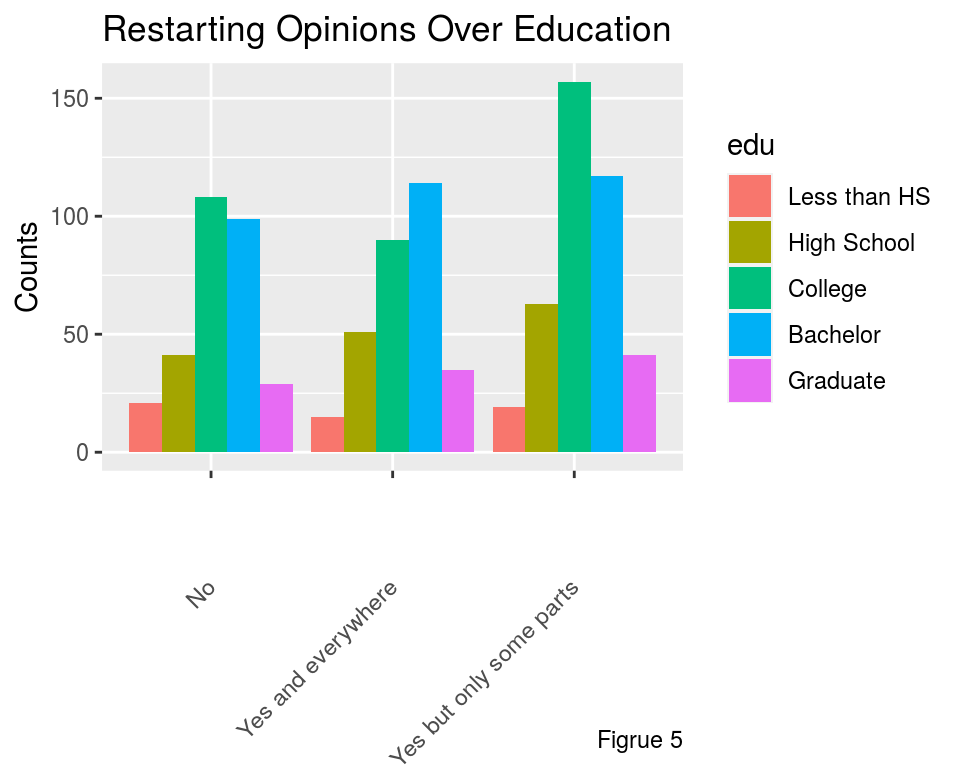 Restarting Opinions Over Education
Counts
150
100
50
0
No
Yes and everywhere
Yes but only some parts
edu
Less than HS
High School
College
Bachelor
Graduate
Figrue 5